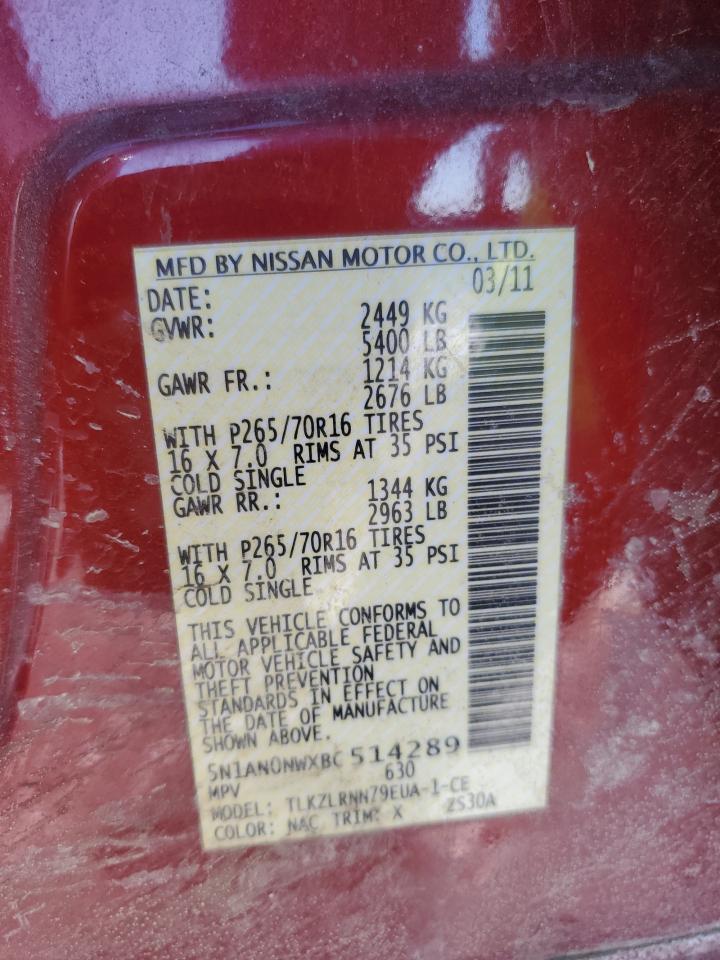 MFD BY NISSAN MOTOR CO., LTD.
DATE: 03/11
GVWR: 2449 KG
5400 LB
GAWR FR.: 1214 KG
2676 LB
WITH P265/70R16 TIRES
16 X 7.0 RIMS AT 35 PSI
COLD SINGLE
GAWR RR.: 1344 KG
2963 LB
WITH P265/70R16 TIRES
16 X 7.0 RIMS AT 35 PSI
COLD SINGLE
THIS VEHICLE CONFORMS TO
ALL APPLICABLE FEDERAL
MOTOR VEHICLE SAFETY AND
THEFT PREVENTION
STANDARDS IN EFFECT ON
THE DATE OF MANUFACTURE
SHOWN ABOVE.
5N1AN0NWXBC 514289
MPV 630
MODEL: TLKZLRNN79EUA-1-CE
COLOR: NAC TRIM: X ZS30A